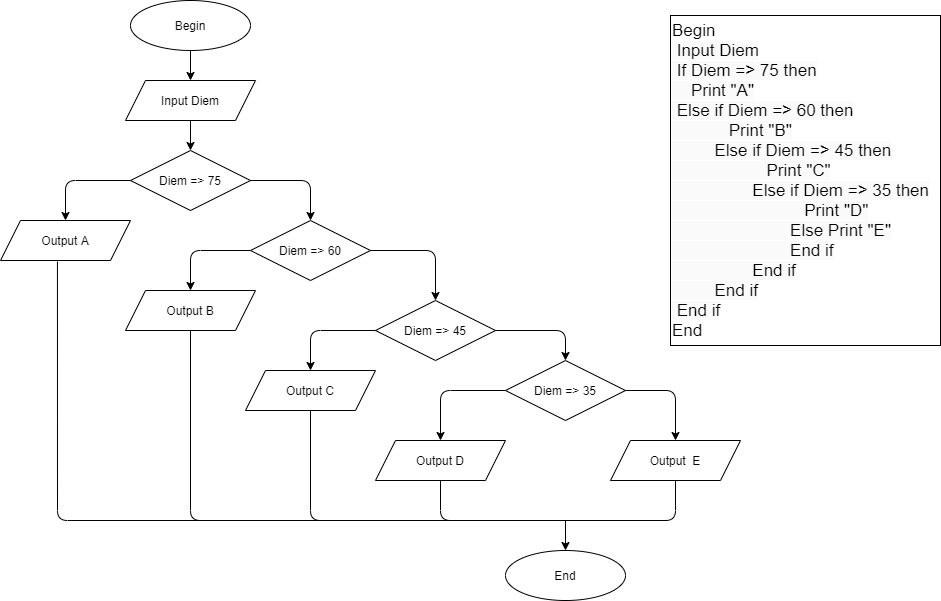 Begin
Input Diem
Diem => 75
Output A
Diem => 60
Output B
Diem => 45
Output C
Diem => 35
Output D
Output  E
End
Begin
Input Diem
If Diem => 75 then
Print "A"
Else if Diem => 60 then
Print "B"
Else if Diem => 45 then
Print "C"
Else if Diem => 35 then
Print "D"
Else Print "E"
End if
End if
End if
End if
End